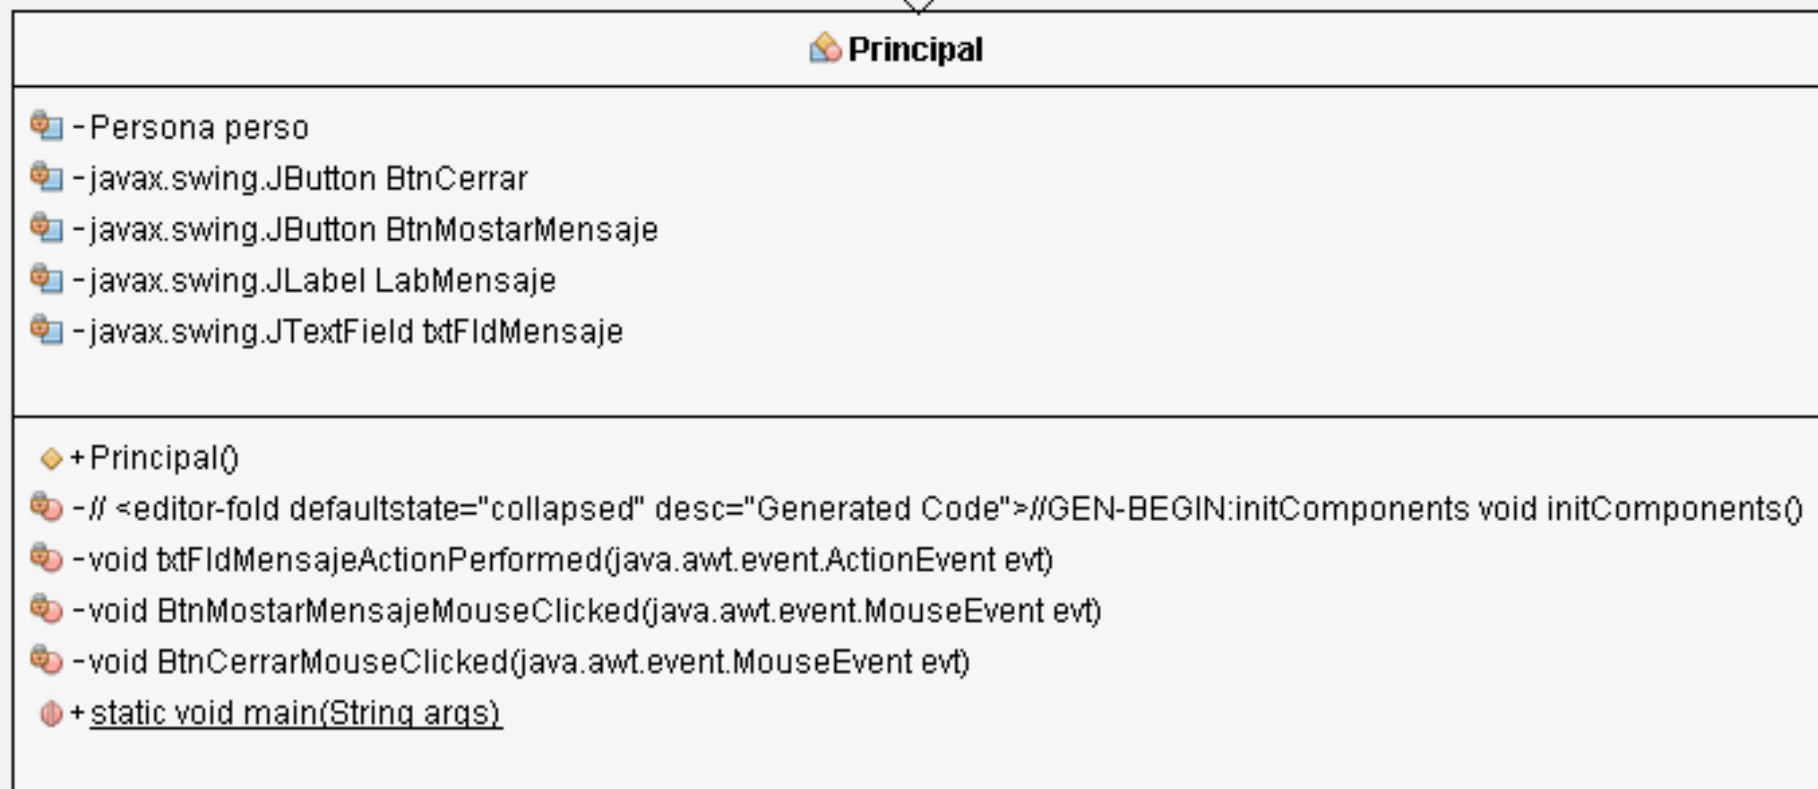 Principal
-Persona perso
-javax.swing.JButton BtnCerrar
-javax.swing.JButton BtnMostarMensaje
-javax.swing.JLabel LabMensaje
-javax.swing.JTextField txtFldMensaje
+Principal()
-// <editor-fold defaultstate="collapsed" desc="Generated Code">//GEN-BEGIN:initComponents void initComponents()
-void txtFldMensajeActionPerformed(java.awt.event.ActionEvent evt)
-void BtnMostarMensajeMouseClicked(java.awt.event.MouseEvent evt)
-void BtnCerrarMouseClicked(java.awt.event.MouseEvent evt)
+static void main(String args)